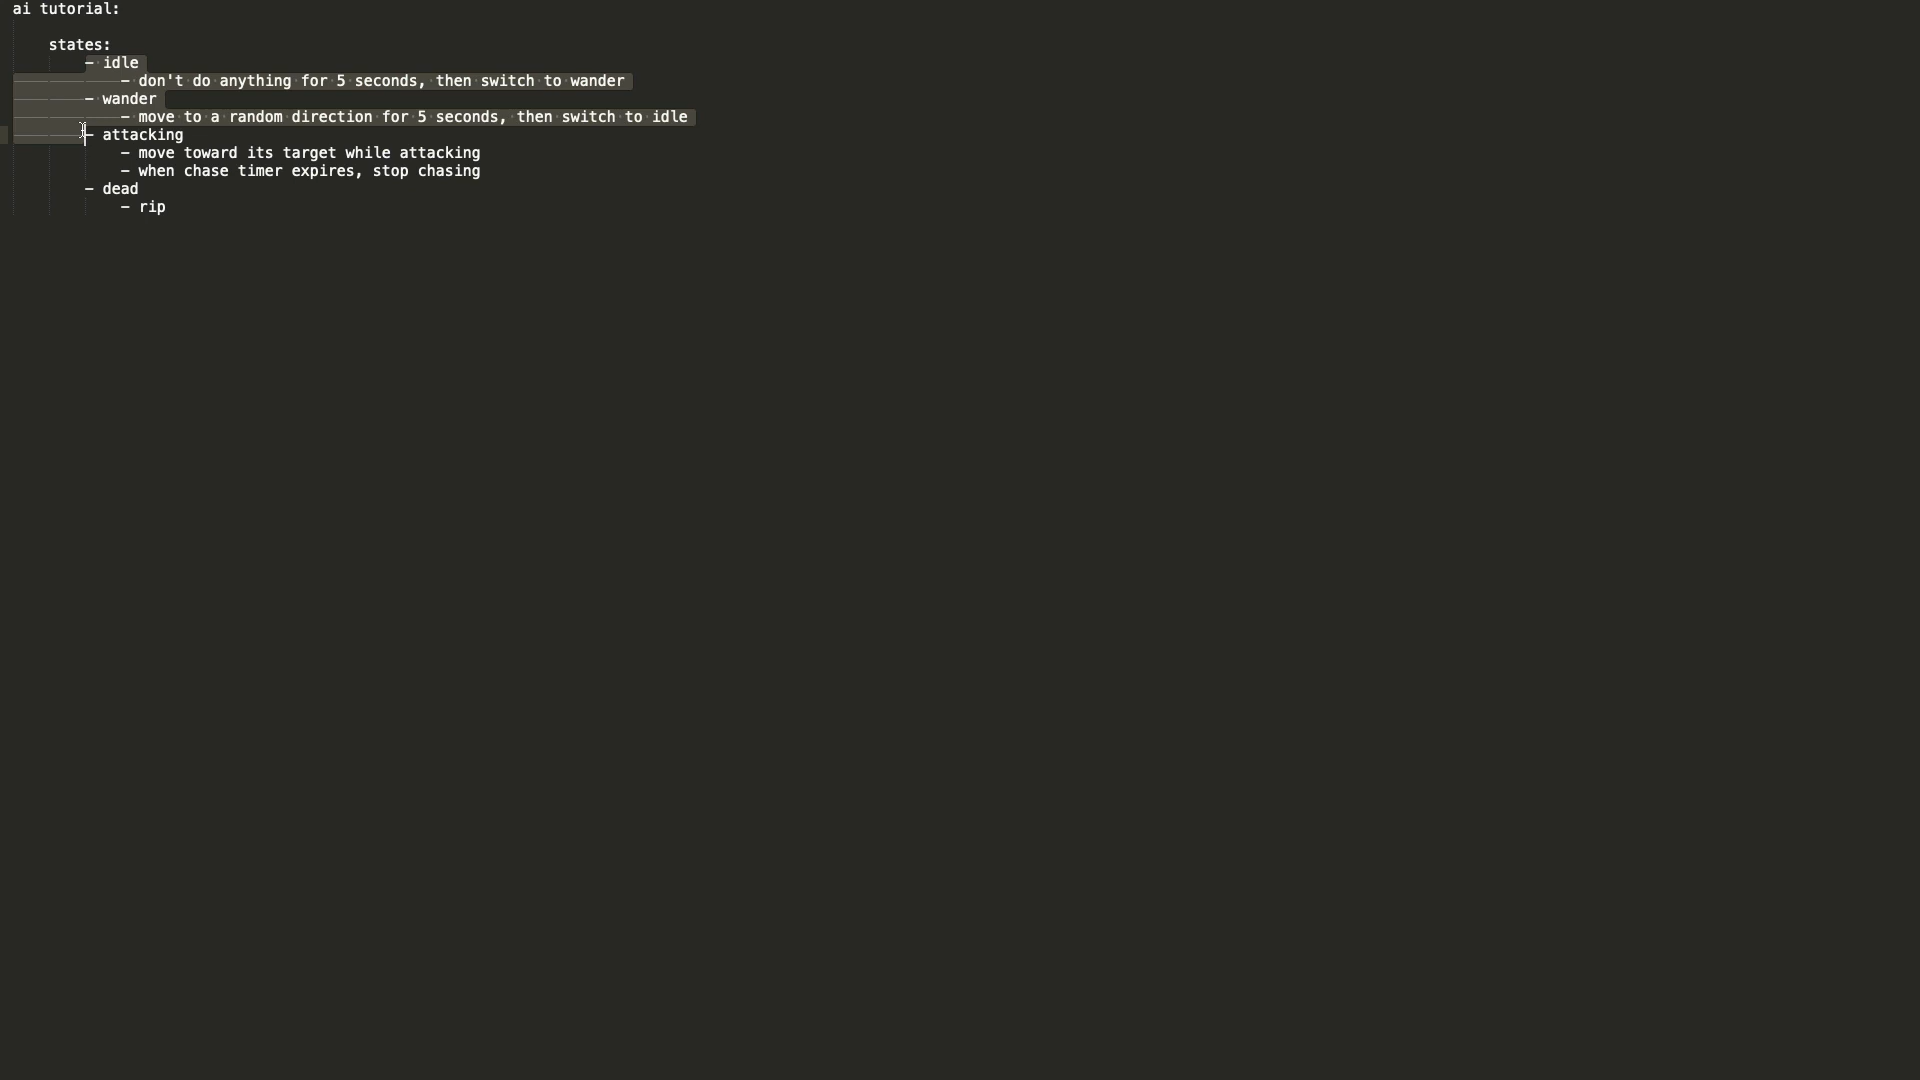 ai tutorial:
states:
- idle
- don't do anything for 5 seconds, then switch to wander
- wander
- move to a random direction for 5 seconds, then switch to idle
- attacking
- move toward its target while attacking
- when chase timer expires, stop chasing
- dead
- rip